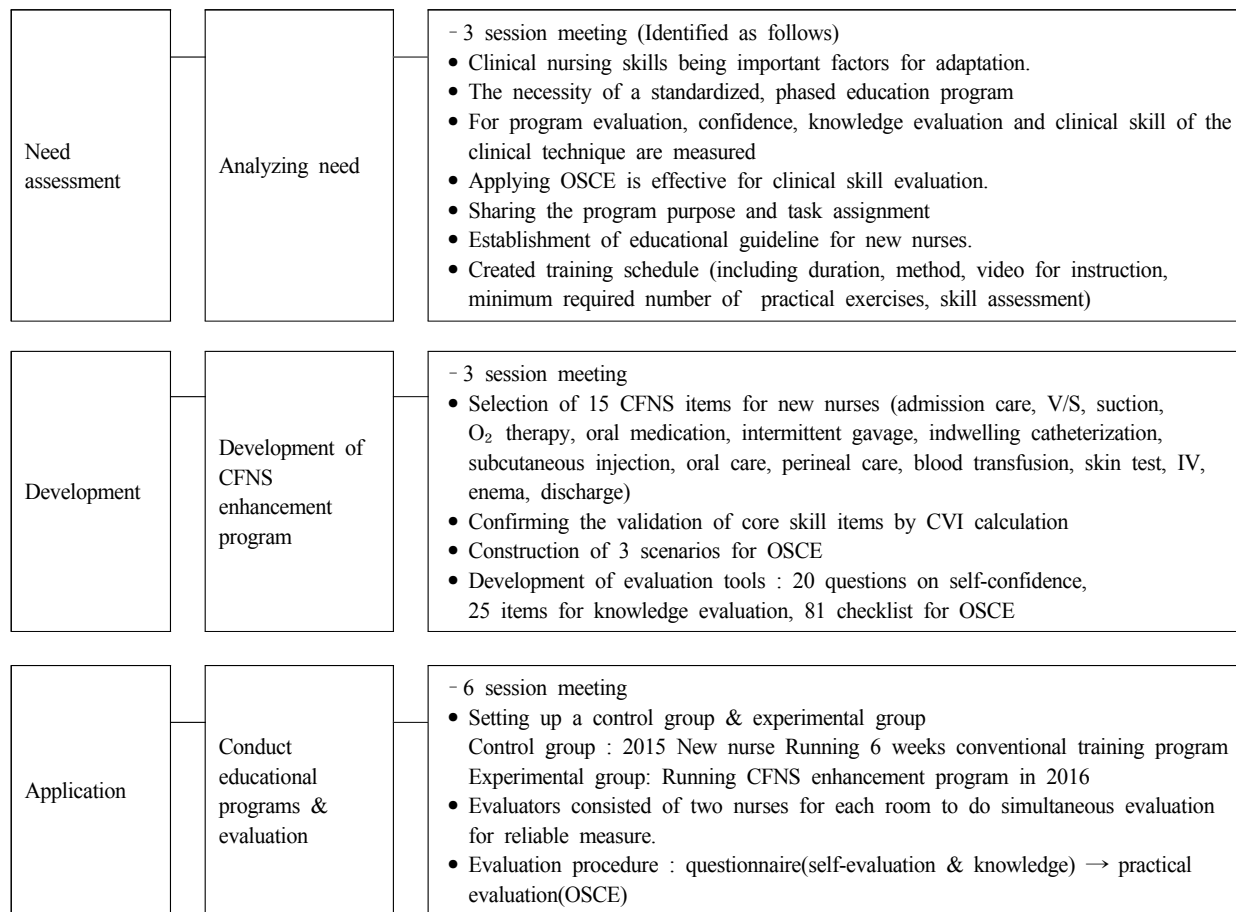 Need
assessment
Analyzing need
- 3 session meeting (Identified as follows)
• Clinical nursing skills being important factors for adaptation.
• The necessity of a standardized, phased education program
• For program evaluation, confidence, knowledge evaluation and clinical skill of the
clinical technique are measured
• Applying OSCE is effective for clinical skill evaluation.
• Sharing the program purpose and task assignment
• Establishment of educational guideline for new nurses.
• Created training schedule (including duration, method, video for instruction,
minimum required number of practical exercises, skill assessment)
Development
Development of
CFNS
enhancement
program
- 3 session meeting
• Selection of 15 CFNS items for new nurses (admission care, V/S, suction,
O₂ therapy, oral medication, intermittent gavage, indwelling catheterization,
subcutaneous injection, oral care, perineal care, blood transfusion, skin test, IV,
enema, discharge)
• Confirming the validation of core skill items by CVI calculation
• Construction of 3 scenarios for OSCE
• Development of evaluation tools : 20 questions on self-confidence,
25 items for knowledge evaluation, 81 checklist for OSCE
Application
Conduct
educational
programs &
evaluation
- 6 session meeting
• Setting up a control group & experimental group
Control group : 2015 New nurse Running 6 weeks conventional training program
Experimental group: Running CFNS enhancement program in 2016
• Evaluators consisted of two nurses for each room to do simultaneous evaluation
for reliable measure.
• Evaluation procedure : questionnaire(self-evaluation & knowledge) → practical
evaluation(OSCE)